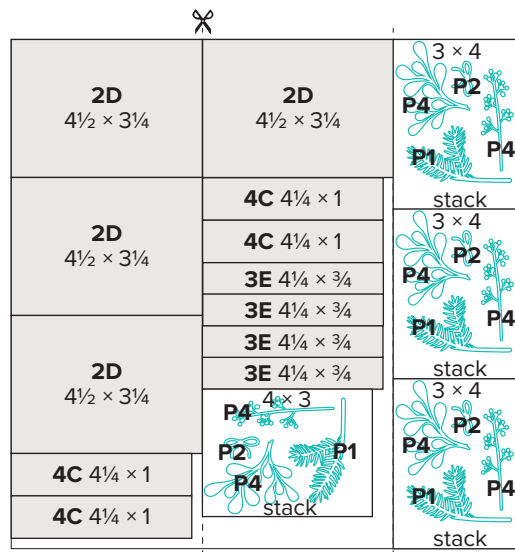 2D
4½ × 3¼
2D
4½ × 3¼
2D
4½ × 3¼
4C 4¼ × 1
4C 4¼ × 1
2D
4½ × 3¼
4C 4¼ × 1
4C 4¼ × 1
3E 4¼ × ¾
3E 4¼ × ¾
3E 4¼ × ¾
3E 4¼ × ¾
4 × 3
P4
P2
P1
P4
stack
3 × 4
P2
P4
P1
P4
stack
3 × 4
P2
P4
P1
P4
stack
3 × 4
P2
P4
P1
P4
stack